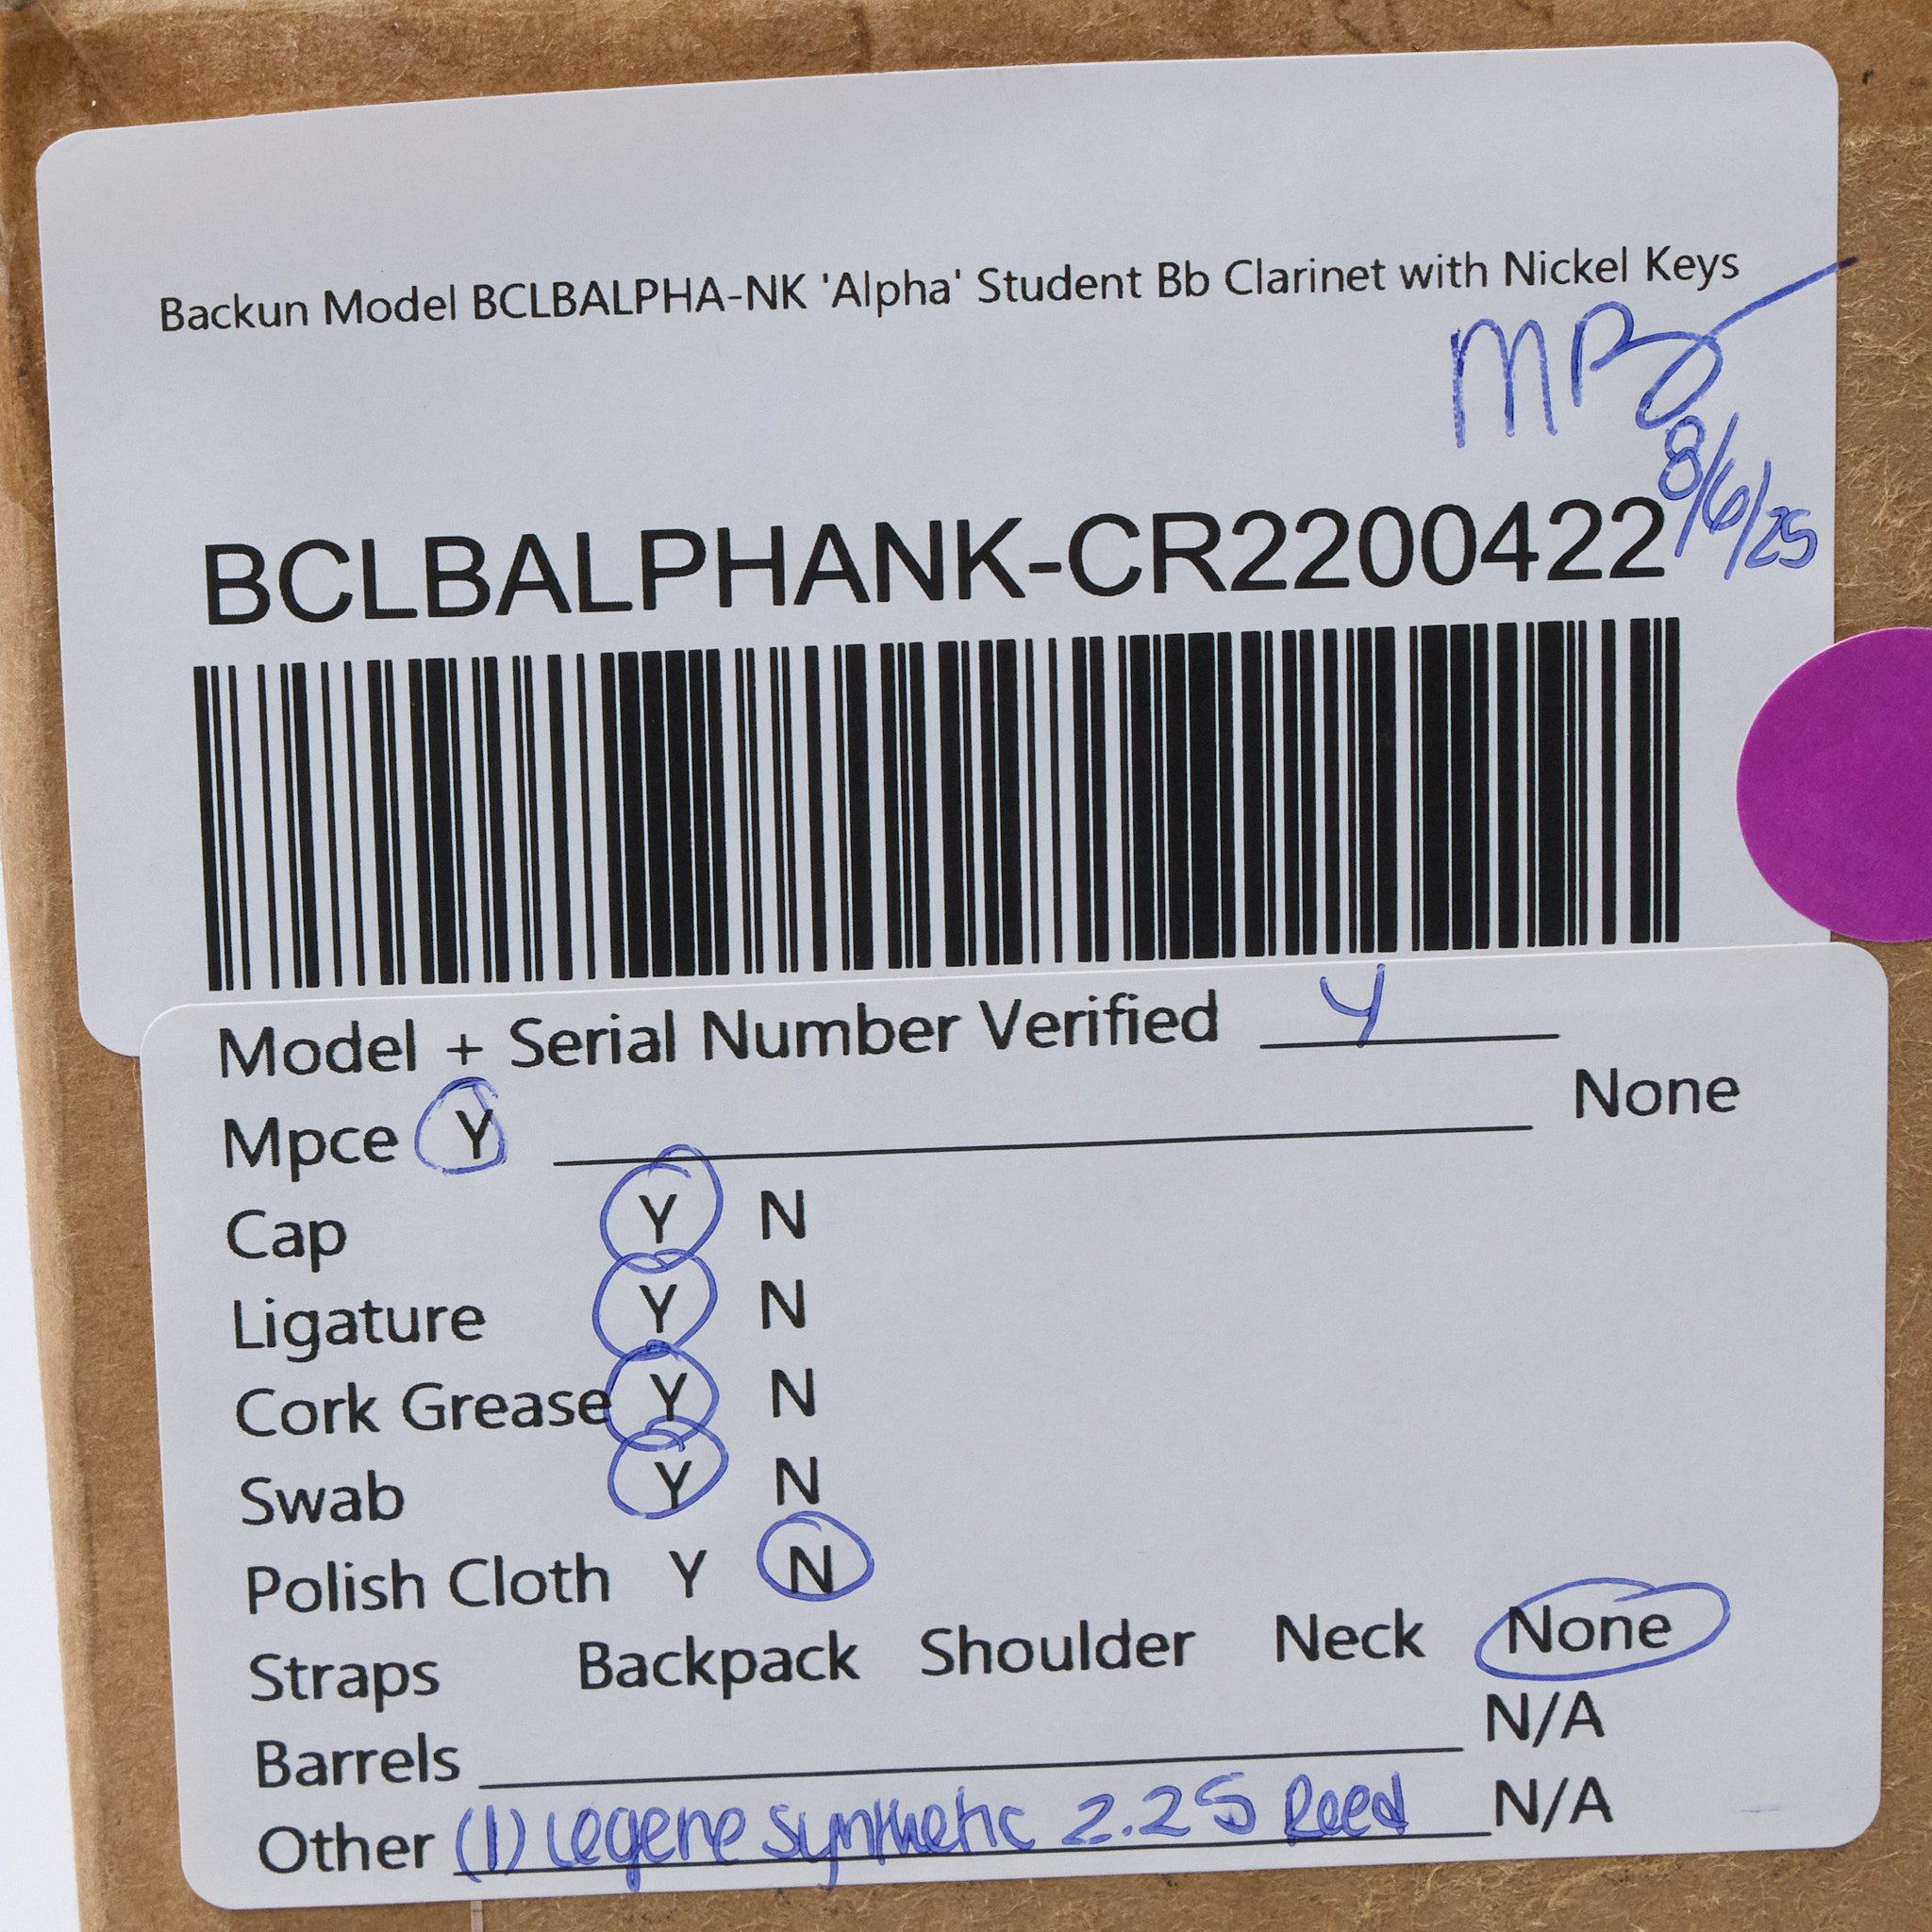 Backun Model BCLBALPHA-NK 'Alpha' Student Bb Clarinet with Nickel Keys
MB
8/6/25
BCLBALPHANK-CR2200422
Model + Serial Number Verified Y
Mpce Y None
Cap Y N
Ligature Y N
Cork Grease Y N
Swab Y N
Polish Cloth Y N
Straps Backpack Shoulder Neck None
Barrels N/A
Other (1) legere synthetic 2.25 Reed N/A